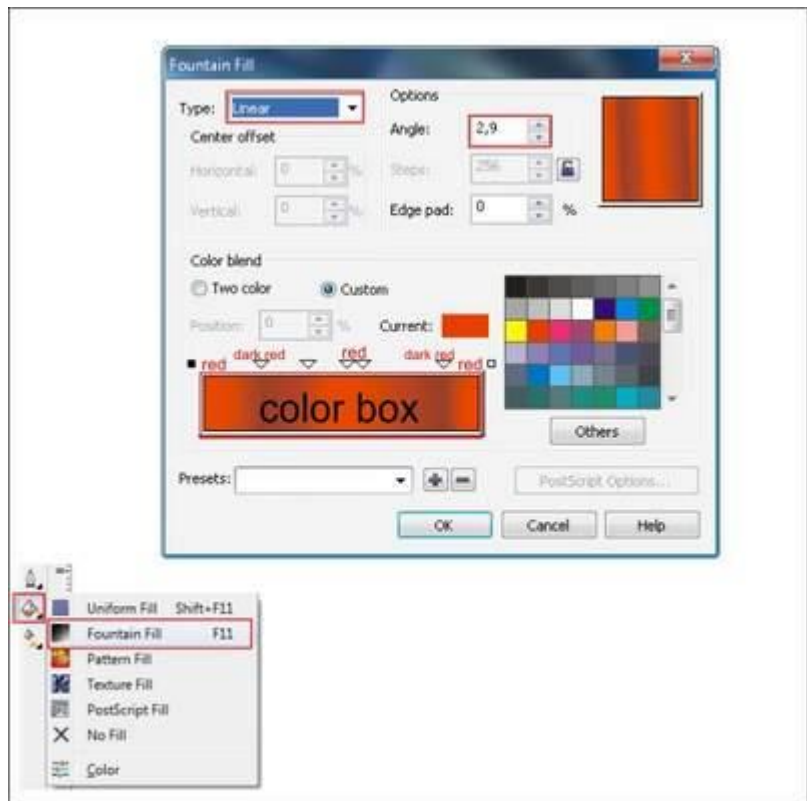 Fountain Fill
Type: Linear
Options
Center offset
Angle: 2,9
Horizontal: 0 %
Steps: 256
Vertical: 0 %
Edge pad: 0 %
Color blend
Two color Custom
Position: 0 % Current:
red dark red red dark red red
color box
Others
Presets:
PostScript Options...
OK Cancel Help
Uniform Fill Shift+F11
Fountain Fill F11
Pattern Fill
Texture Fill
PostScript Fill
No Fill
Color